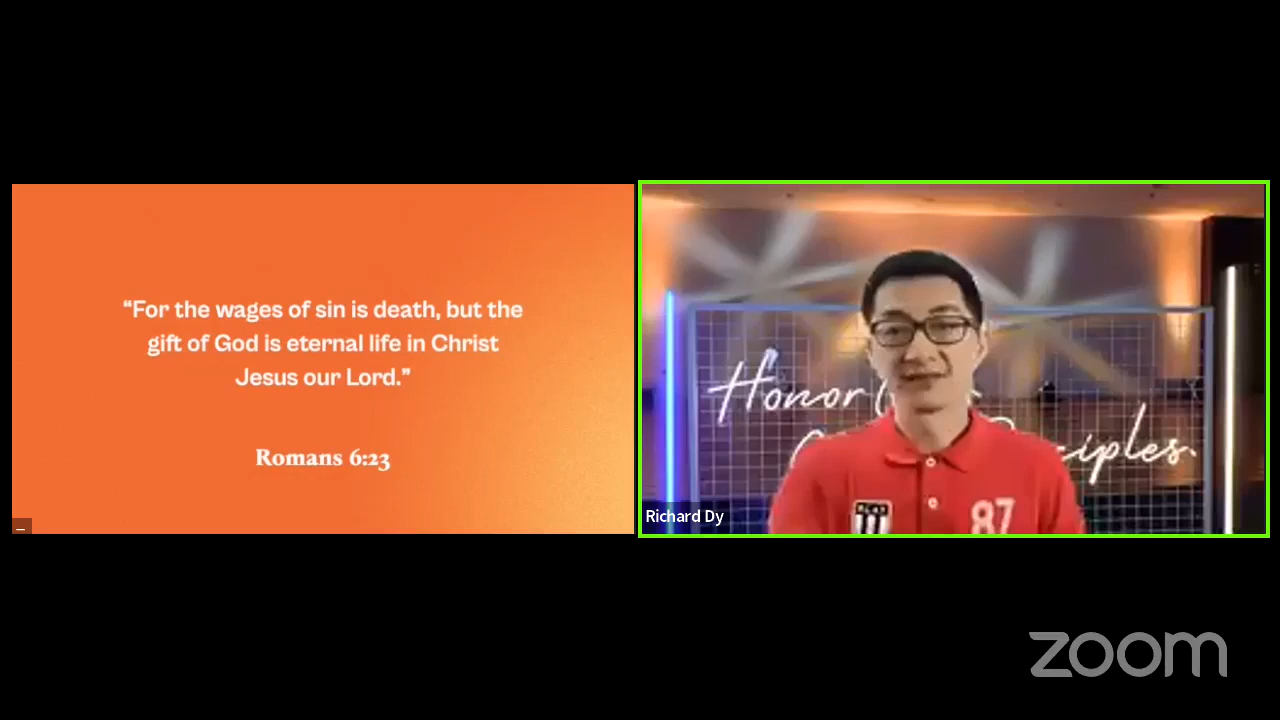 “For the wages of sin is death, but the
gift of God is eternal life in Christ
Jesus our Lord.”
Romans 6:23
Honor
ciples.
87
Richard Dy
zoom